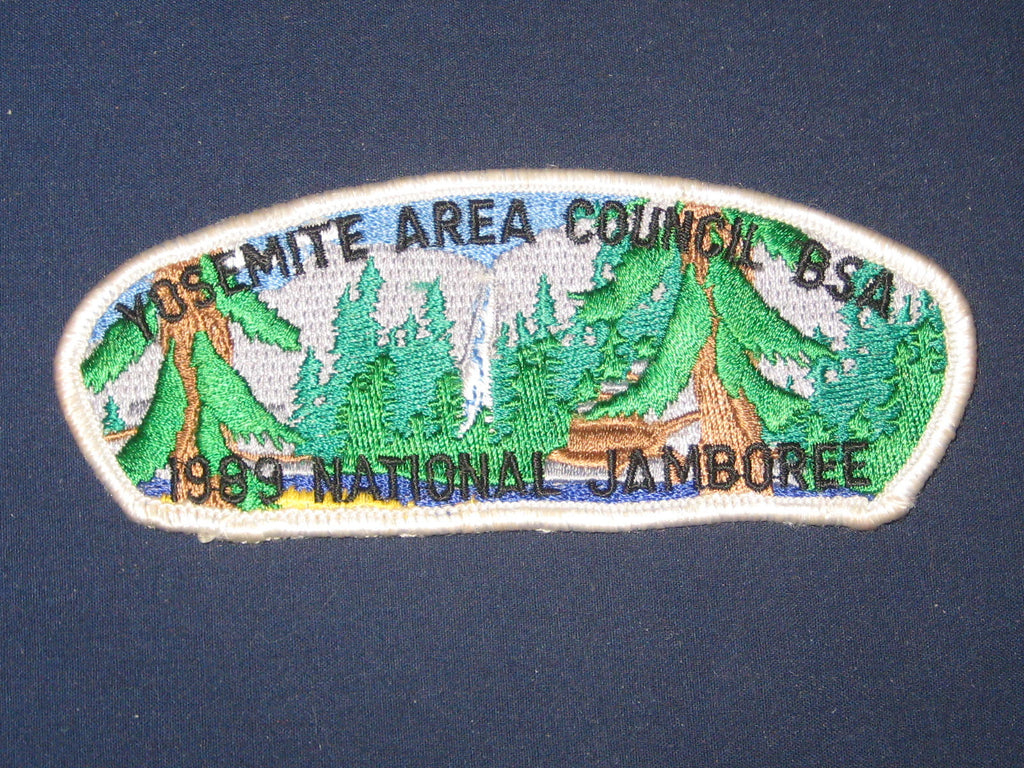 YOSEMITE AREA COUNCIL BSA
1989 NATIONAL JAMBOREE